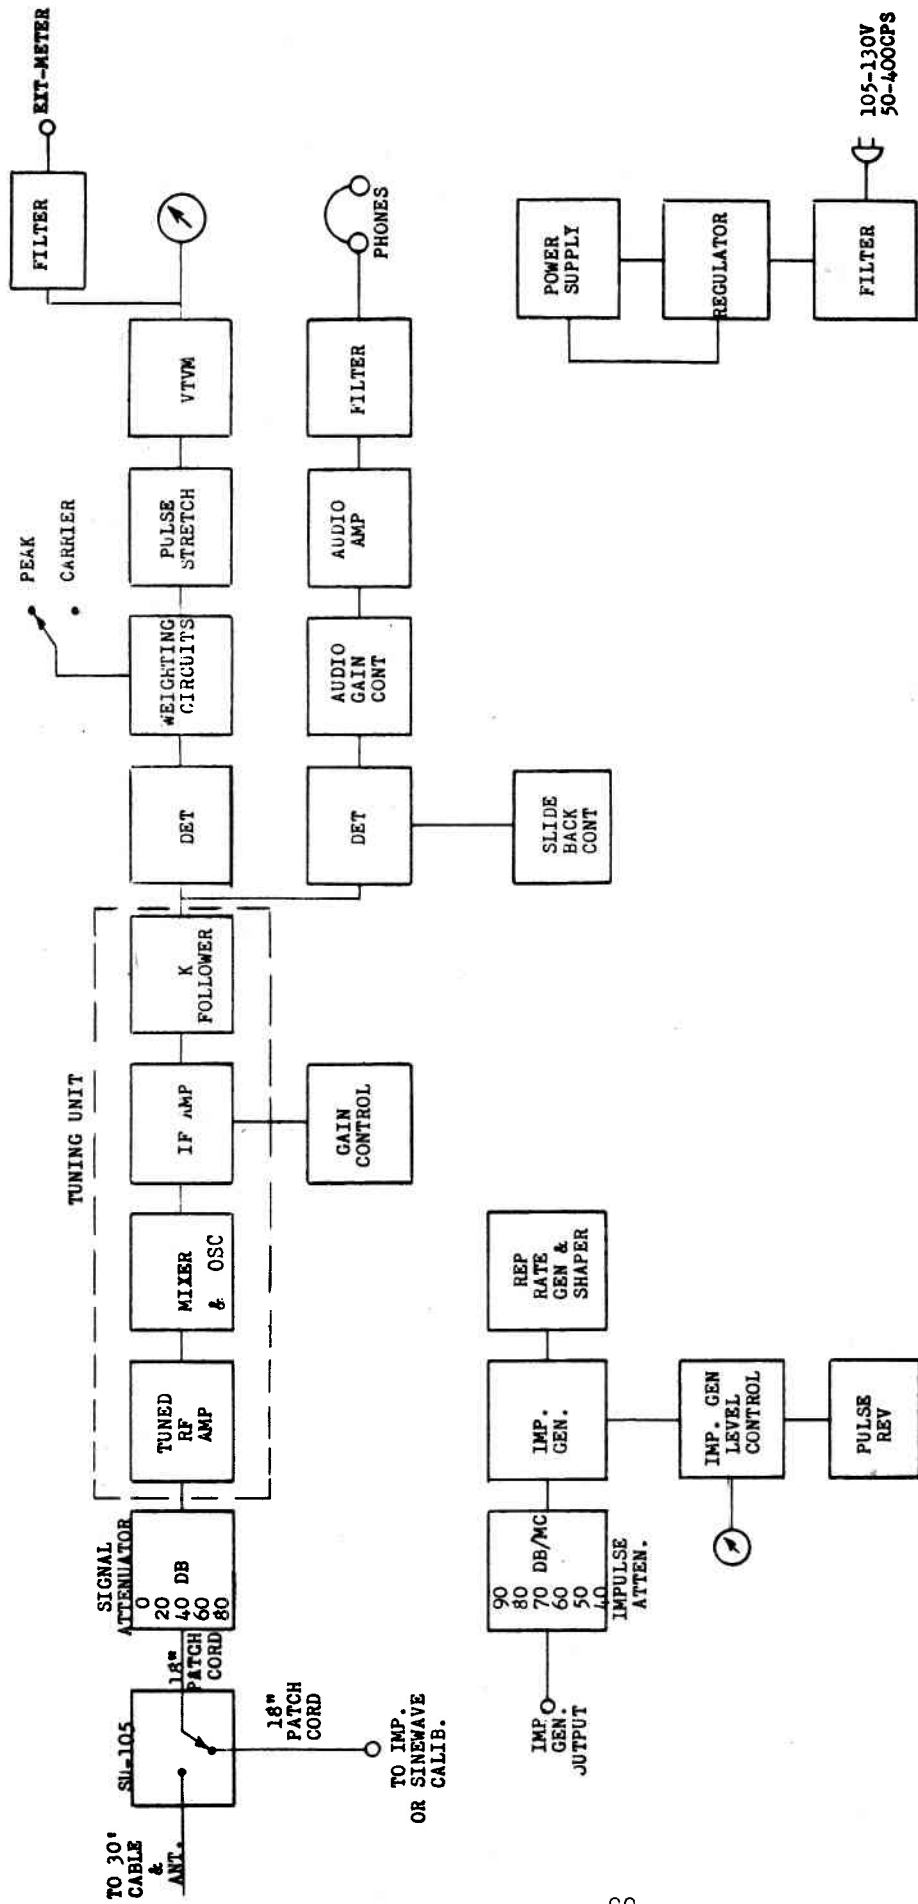 TO 30'
CABLE
&
ANT.
SU-105
18"
PATCH
CORD
18"
PATCH
CORD
TO IMP.
OR SINEWAVE
CALIB.
SIGNAL
ATTENUATOR
0
20
40 DB
60
80
TUNING UNIT
TUNED
RF
AMP
MIXER
& OSC
IF AMP
K
FOLLOWER
GAIN
CONTROL
DET
WEIGHTING
CIRCUITS
PEAK
CARRIER
PULSE
STRETCH
VTVM
FILTER
EXT-METER
DET
AUDIO
GAIN
CONT
AUDIO
AMP
FILTER
PHONES
SLIDE
BACK
CONT
IMP.
GEN.
OUTPUT
90
80
70 DB/MC
60
50
40
IMPULSE
ATTEN.
IMP.
GEN.
REP
RATE
GEN &
SHAPER
IMP. GEN
LEVEL
CONTROL
PULSE
REV
POWER
SUPPLY
REGULATOR
FILTER
105-130V
50-400CPS